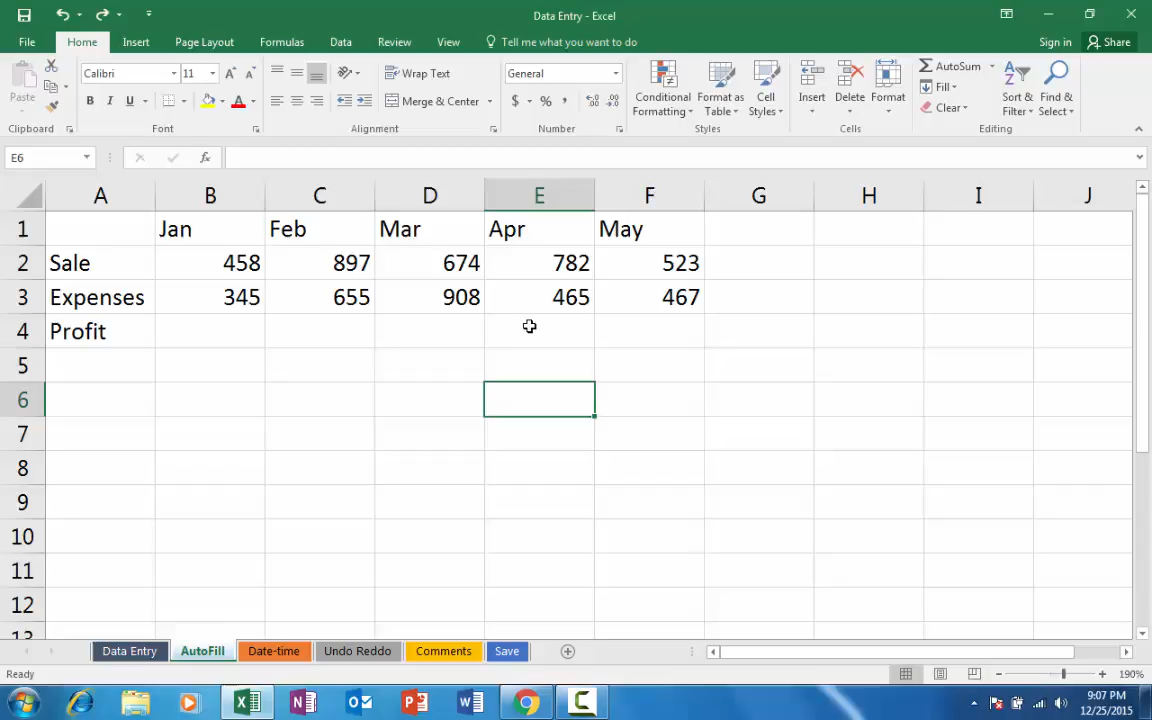 Data Entry - Excel
File Home Insert Page Layout Formulas Data Review View Tell me what you want to do Sign in Share
Paste Calibri 11 A A Wrap Text General Conditional Formatting Format as Table Cell Styles Insert Delete Format AutoSum Sort & Filter Find & Select
B I U A Merge & Center $ % , Fill
Clear
Clipboard Font Alignment Number Styles Cells Editing
E6 fx
A B C D E F G H I J
1 Jan Feb Mar Apr May
2 Sale 458 897 674 782 523
3 Expenses 345 655 908 465 467
4 Profit
5
6
7
8
9
10
11
12
13
Data Entry AutoFill Date-time Undo Reddo Comments Save
Ready 190%
9:07 PM
12/25/2015